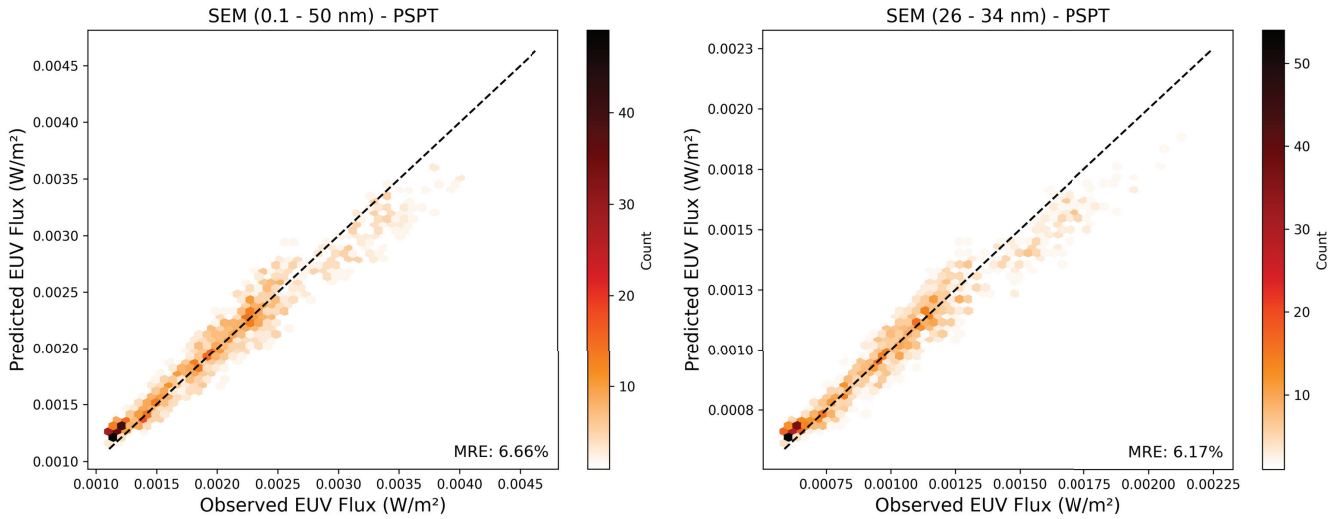 SEM (0.1 - 50 nm) - PSPT
0.0045
0.0040
0.0035
0.0030
0.0025
0.0020
0.0015
0.0010
Predicted EUV Flux (W/m²)
MRE: 6.66%
0.0010 0.0015 0.0020 0.0025 0.0030 0.0035 0.0040 0.0045
Observed EUV Flux (W/m²)
40
30
20
10
Count
SEM (26 - 34 nm) - PSPT
0.0023
0.0020
0.0018
0.0015
0.0013
0.0010
0.0008
Predicted EUV Flux (W/m²)
MRE: 6.17%
0.00075 0.00100 0.00125 0.00150 0.00175 0.00200 0.00225
Observed EUV Flux (W/m²)
50
40
30
20
10
Count